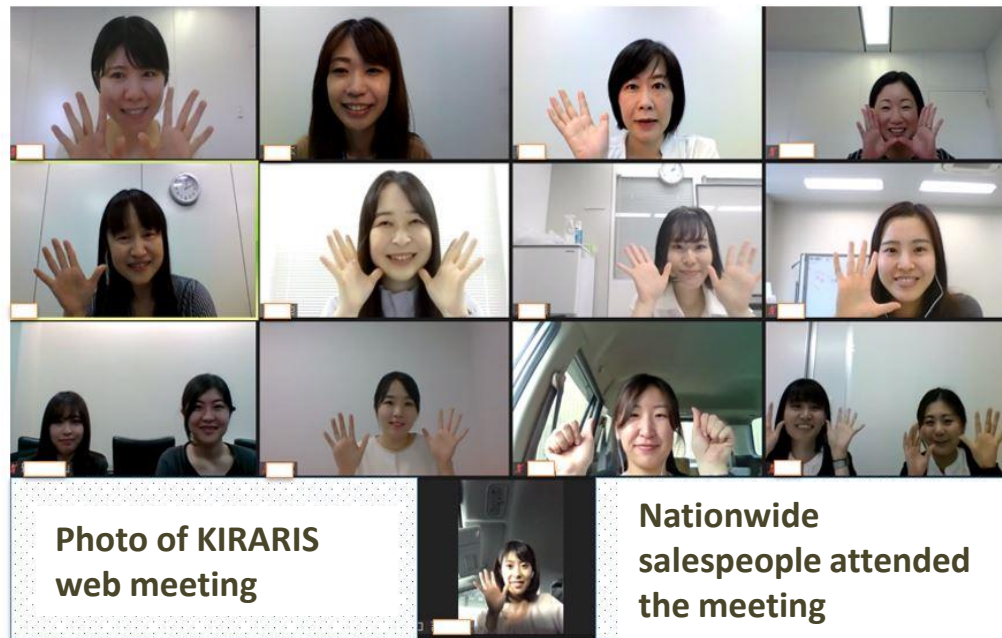 Photo of KIRARIS
web meeting
Nationwide
salespeople attended
the meeting